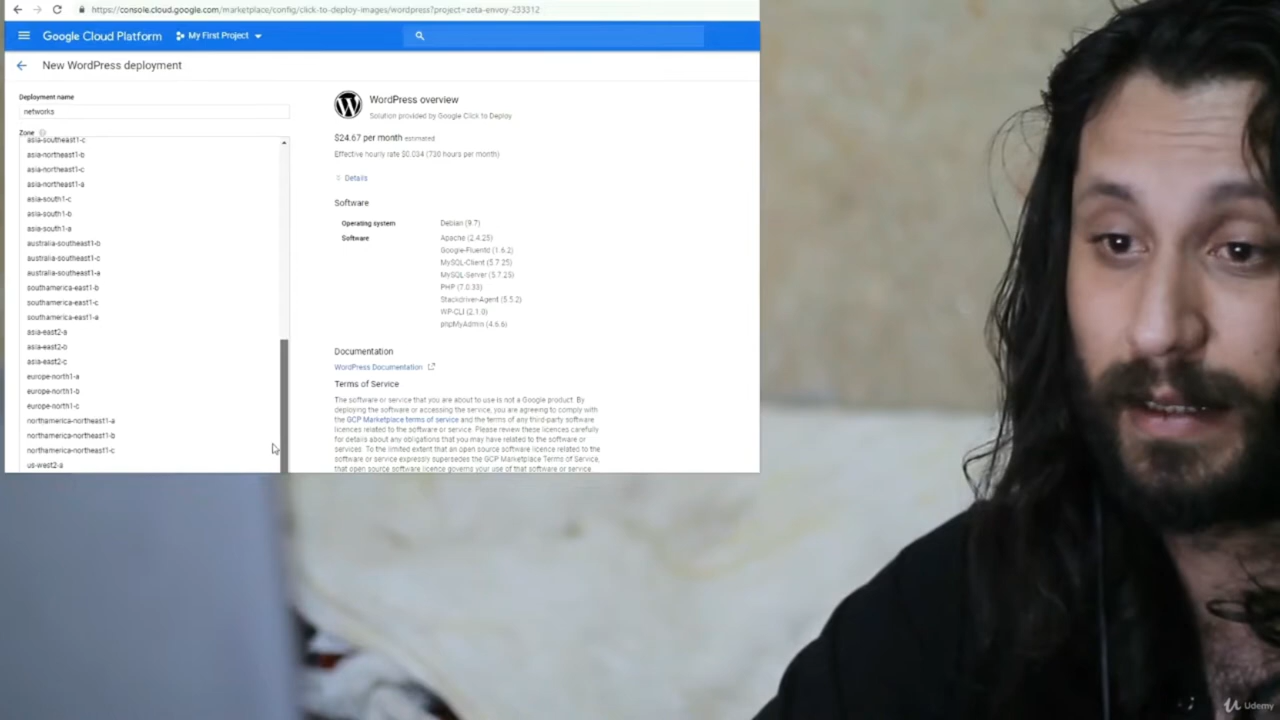 https://console.cloud.google.com/marketplace/config/click-to-deploy-images/wordpress?project=zeta-envoy-233312
Google Cloud Platform
My First Project
New WordPress deployment
Deployment name
networks
Zone
asia-southeast1-c
asia-northeast1-b
asia-northeast1-c
asia-northeast1-a
asia-south1-c
asia-south1-b
asia-south1-a
australia-southeast1-b
australia-southeast1-c
australia-southeast1-a
southamerica-east1-b
southamerica-east1-c
southamerica-east1-a
asia-east2-a
asia-east2-b
asia-east2-c
europe-north1-a
europe-north1-b
europe-north1-c
northamerica-northeast1-a
northamerica-northeast1-b
northamerica-northeast1-c
us-west2-a
WordPress overview
Solution provided by Google Click to Deploy
$24.67 per month estimated
Effective hourly rate $0.034 (730 hours per month)
Details
Software
Operating system Debian (9.7)
Software Apache (2.4.25)
Google-Fluentd (1.6.2)
MySQL-Client (5.7.25)
MySQL-Server (5.7.25)
PHP (7.0.33)
Stackdriver-Agent (5.5.2)
WP-CLI (2.1.0)
phpMyAdmin (4.6.6)
Documentation
WordPress Documentation
Terms of Service
The software or service that you are about to use is not a Google product. By
deploying the software or accessing the service, you are agreeing to comply with
the GCP Marketplace terms of service and the terms of any third-party software
licences related to the software or service. Please review these licences carefully
for details about any obligations that you may have related to the software or
service. To the limited extent that an open source software licence related to the
software or service expressly supersedes the GCP Marketplace Terms of Service,
that open source software licence governs your use of that software or service.
Udemy